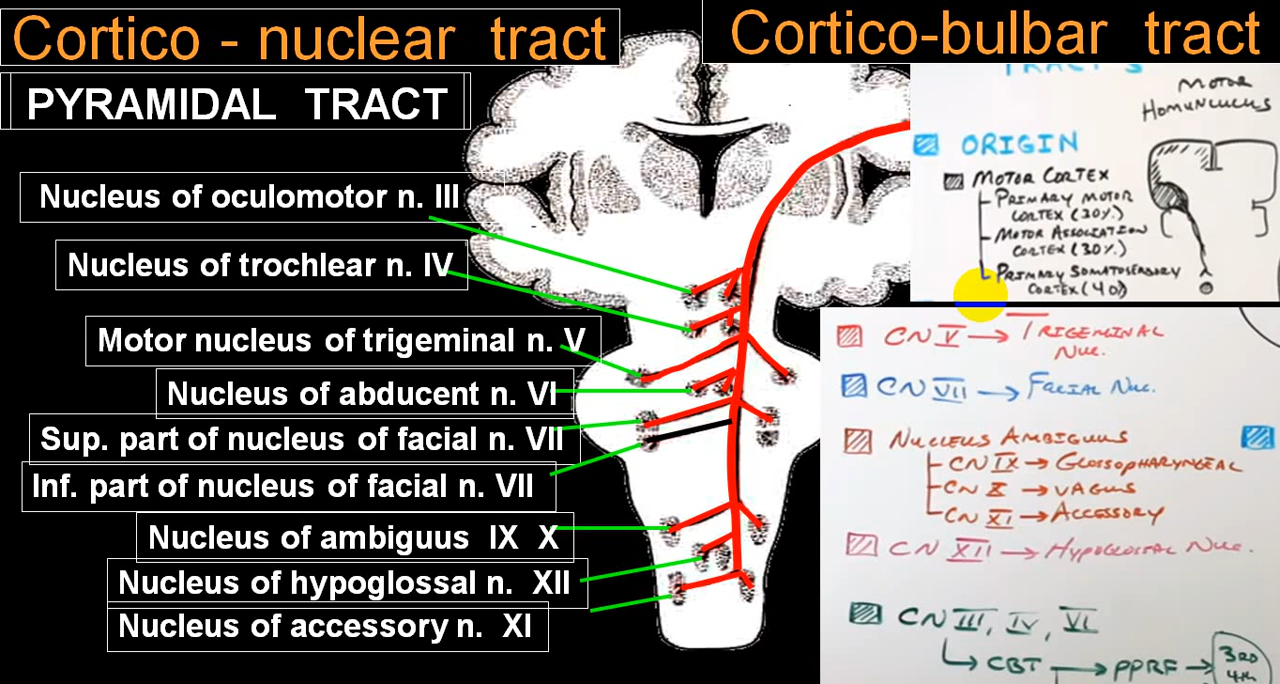 Cortico - nuclear tract
Cortico-bulbar tract
PYRAMIDAL TRACT
Nucleus of oculomotor n. III
Nucleus of trochlear n. IV
Motor nucleus of trigeminal n. V
Nucleus of abducent n. VI
Sup. part of nucleus of facial n. VII
Inf. part of nucleus of facial n. VII
Nucleus of ambiguus IX X
Nucleus of hypoglossal n. XII
Nucleus of accessory n. XI
MOTOR
HOMUNCULUS
ORIGIN
MOTOR CORTEX
PRIMARY MOTOR
CORTEX (30%)
MOTOR ASSOCIATION
CORTEX (30%)
PRIMARY SOMATOSENSORY
CORTEX (40%)
CN V → TRIGEMINAL
NUC.
CN VII → FACIAL NUC.
NUCLEUS AMBIGUUS
CN IX → GLOSSOPHARYNGEAL
CN X → VAGUS
CN XI → ACCESSORY
CN XII → HYPOGLOSSAL NUC.
CN III, IV, VI
CBT → PPRF →
3RD
4th